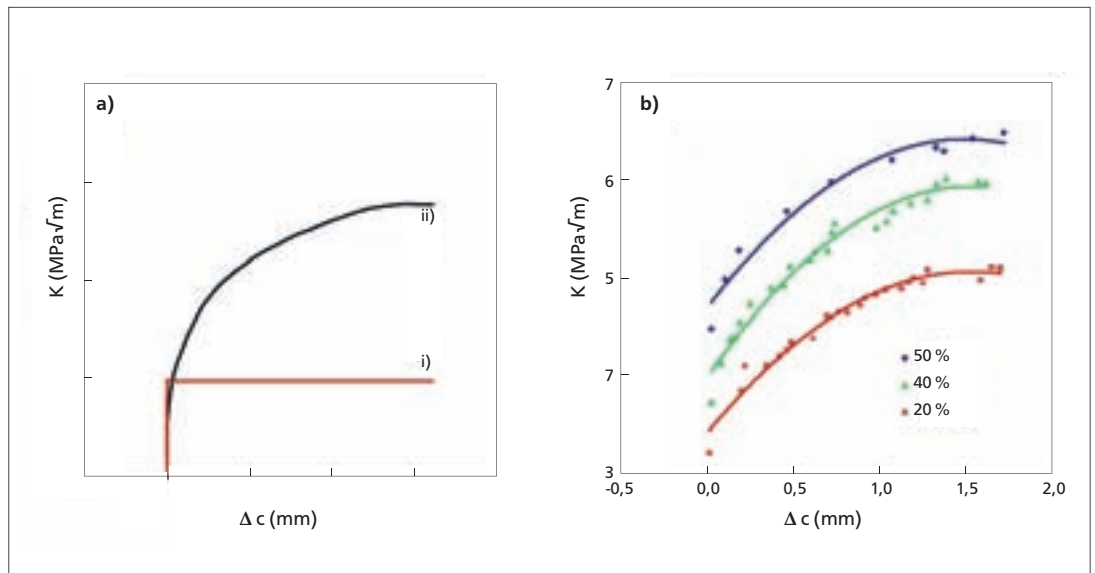 a)
K (MPa√m)
ii)
i)
Δ c (mm)
b)
K (MPa√m)
7
6
5
7
3
50 %
40 %
20 %
-0,5
0,0
0,5
1,0
1,5
2,0
Δ c (mm)